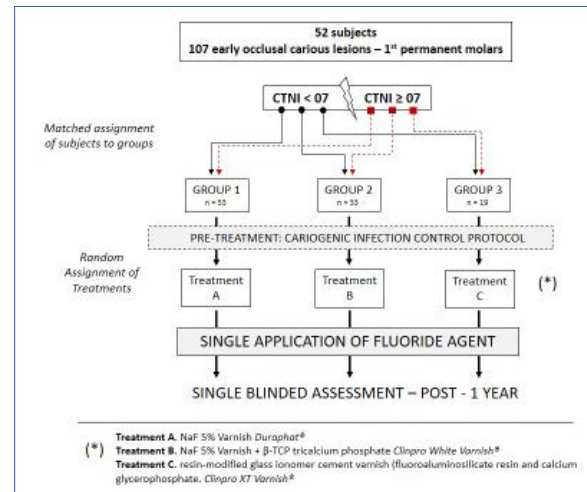 52 subjects
107 early occlusal carious lesions – 1st permanent molars
CTNI < 07 CTNI ≥ 07
Matched assignment
of subjects to groups
GROUP 1 GROUP 2 GROUP 3
n = n = n = 19
PRE-TREATMENT: CARIOGENIC INFECTION CONTROL PROTOCOL
Random
Assignment of
Treatments
Treatment Treatment Treatment
A B C
(*)
SINGLE APPLICATION OF FLUORIDE AGENT
SINGLE BLINDED ASSESSMENT – POST - 1 YEAR
(*)
Treatment A. NaF 5% Varnish Duraphat®
Treatment B. NaF 5% Varnish + β-TCP tricalcium phosphate Clinpro White Varnish®
Treatment C. resin-modified glass ionomer cement varnish (fluoroaluminosilicate resin and calcium
glycerophosphate. Clinpro XT Varnish®